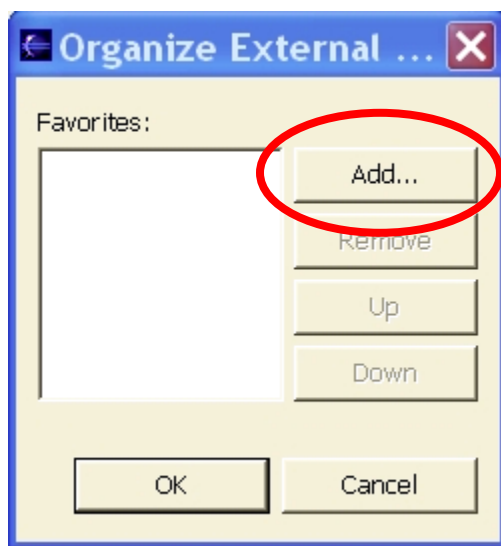 Organize External ...
Favorites:
Add...
Remove
Up
Down
OK
Cancel